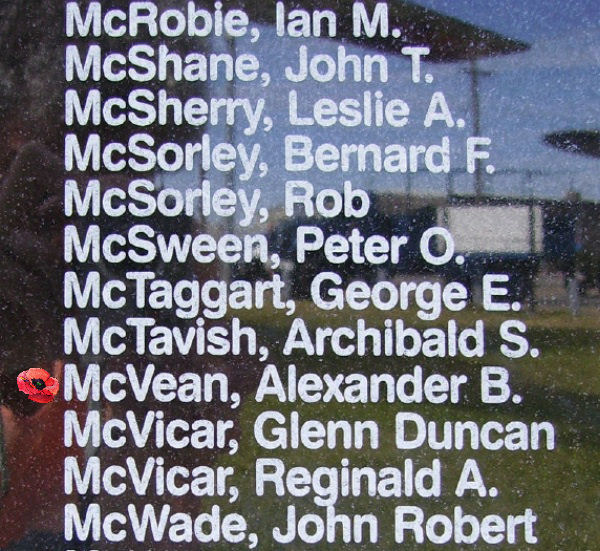 McRobie, Ian M.
McShane, John T.
McSherry, Leslie A.
McSorley, Bernard F.
McSorley, Rob
McSween, Peter O.
McTaggart, George E.
McTavish, Archibald S.
McVean, Alexander B.
McVicar, Glenn Duncan
McVicar, Reginald A.
McWade, John Robert